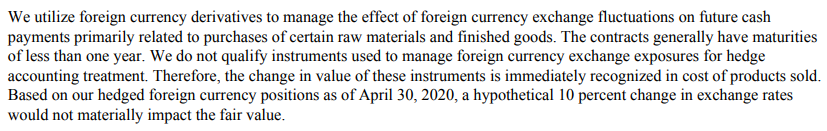 We utilize foreign currency derivatives to manage the effect of foreign currency exchange fluctuations on future cash
payments primarily related to purchases of certain raw materials and finished goods. The contracts generally have maturities
of less than one year. We do not qualify instruments used to manage foreign currency exchange exposures for hedge
accounting treatment. Therefore, the change in value of these instruments is immediately recognized in cost of products sold.
Based on our hedged foreign currency positions as of April 30, 2020, a hypothetical 10 percent change in exchange rates
would not materially impact the fair value.